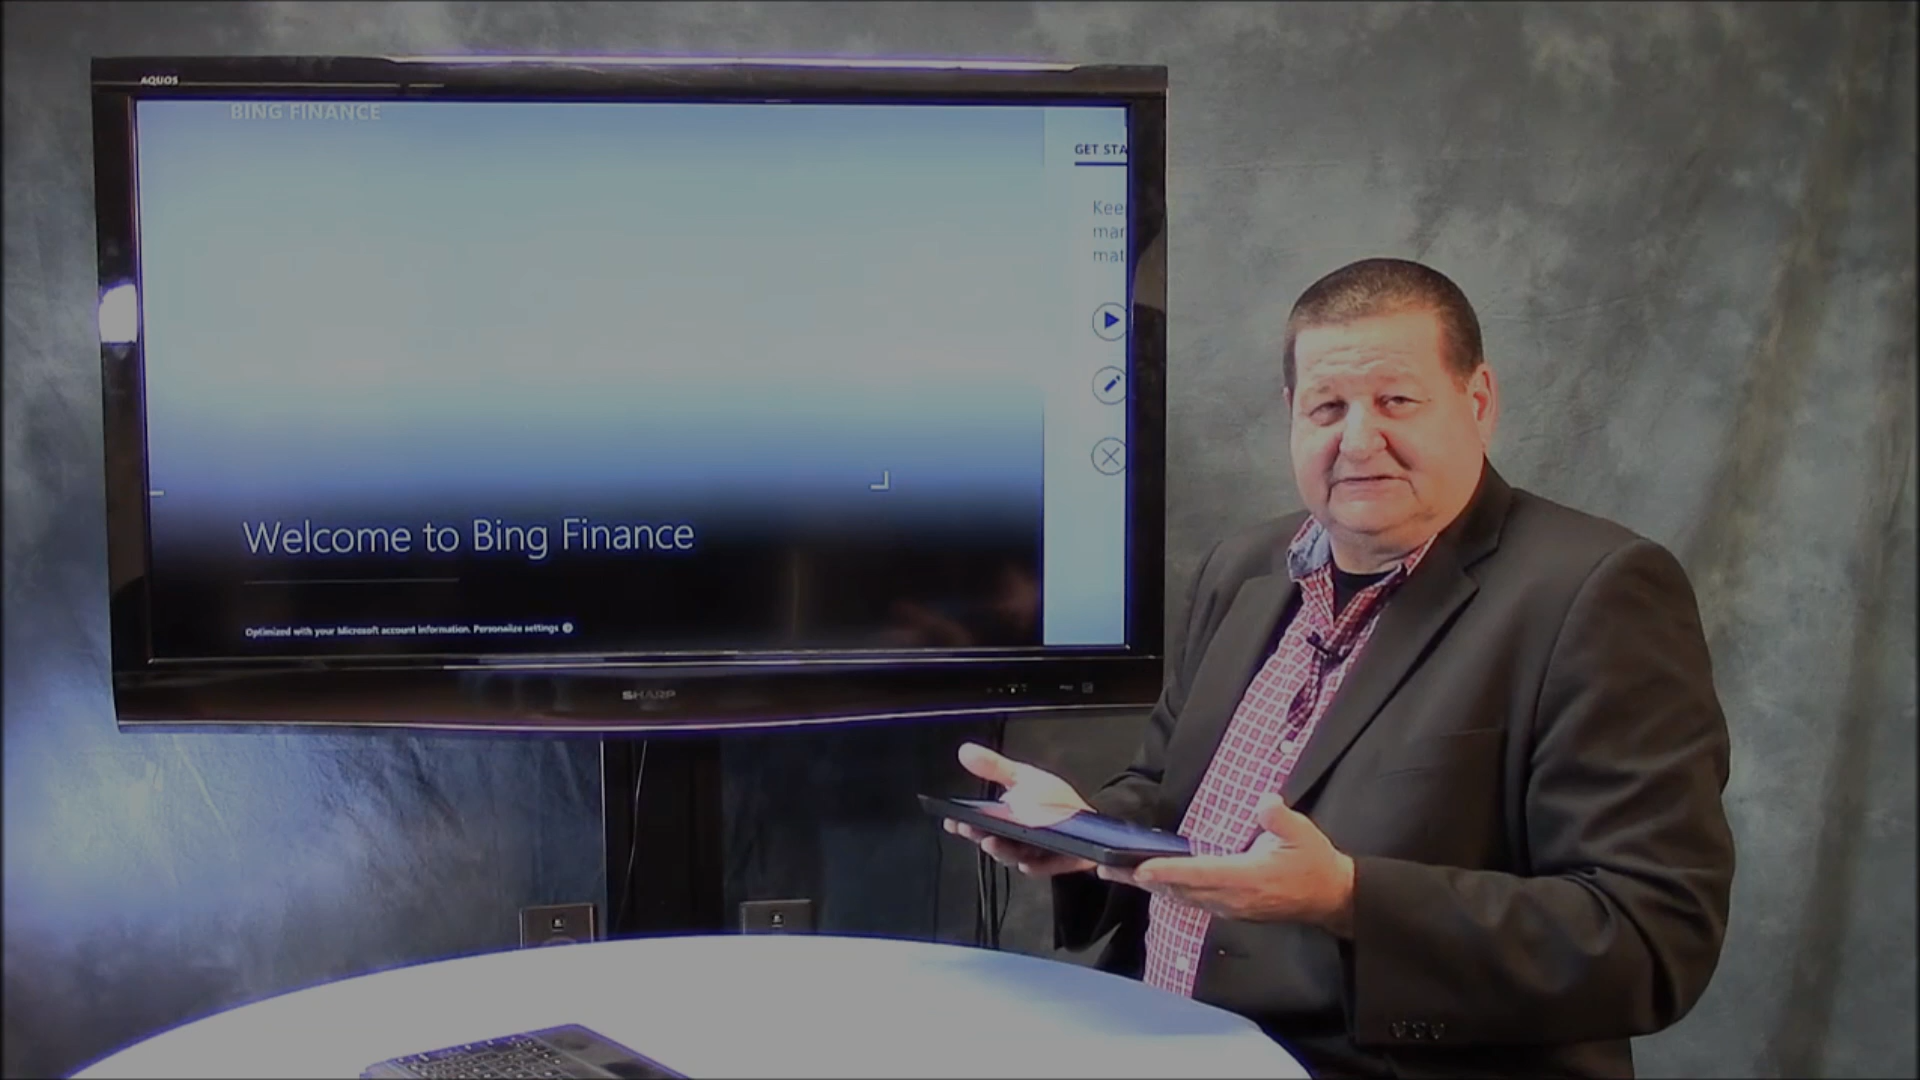 AQUOS
BING FINANCE
GET STA
Kee
mar
mat
Welcome to Bing Finance
Optimized with your Microsoft account information. Personalize settings
SHARP